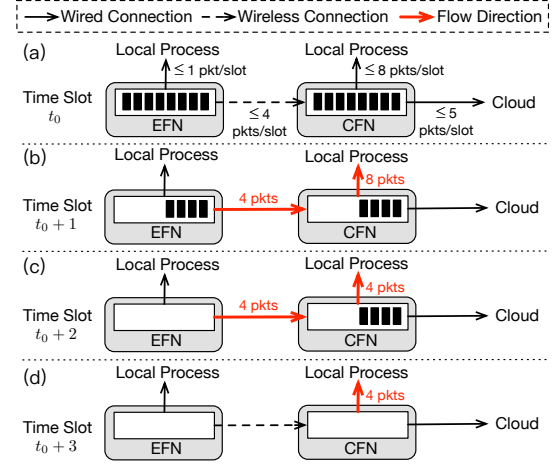 Wired Connection Wireless Connection Flow Direction
(a) Local Process Local Process
≤ 1 pkt/slot ≤ 8 pkts/slot
Time Slot t₀
EFN ≤ 4 pkts/slot CFN ≤ 5 pkts/slot Cloud
(b) Local Process Local Process
8 pkts
Time Slot t₀ + 1
4 pkts Cloud
EFN CFN
(c) Local Process Local Process
4 pkts
Time Slot t₀ + 2
4 pkts Cloud
EFN CFN
(d) Local Process Local Process
4 pkts
Time Slot t₀ + 3
Cloud
EFN CFN